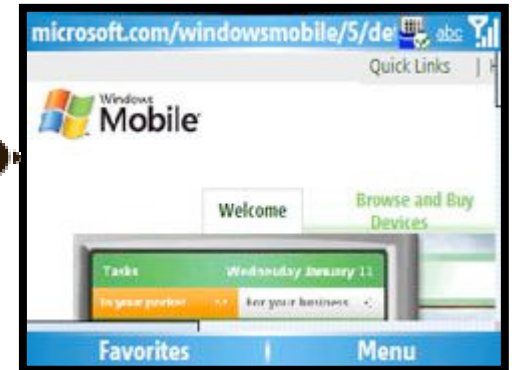 microsoft.com/windowsmobile/5/de abc
Quick Links | H
Windows
Mobile
Welcome
Browse and Buy
Devices
Tasks Wednesday January 11
In your pocket For your business
Favorites Menu